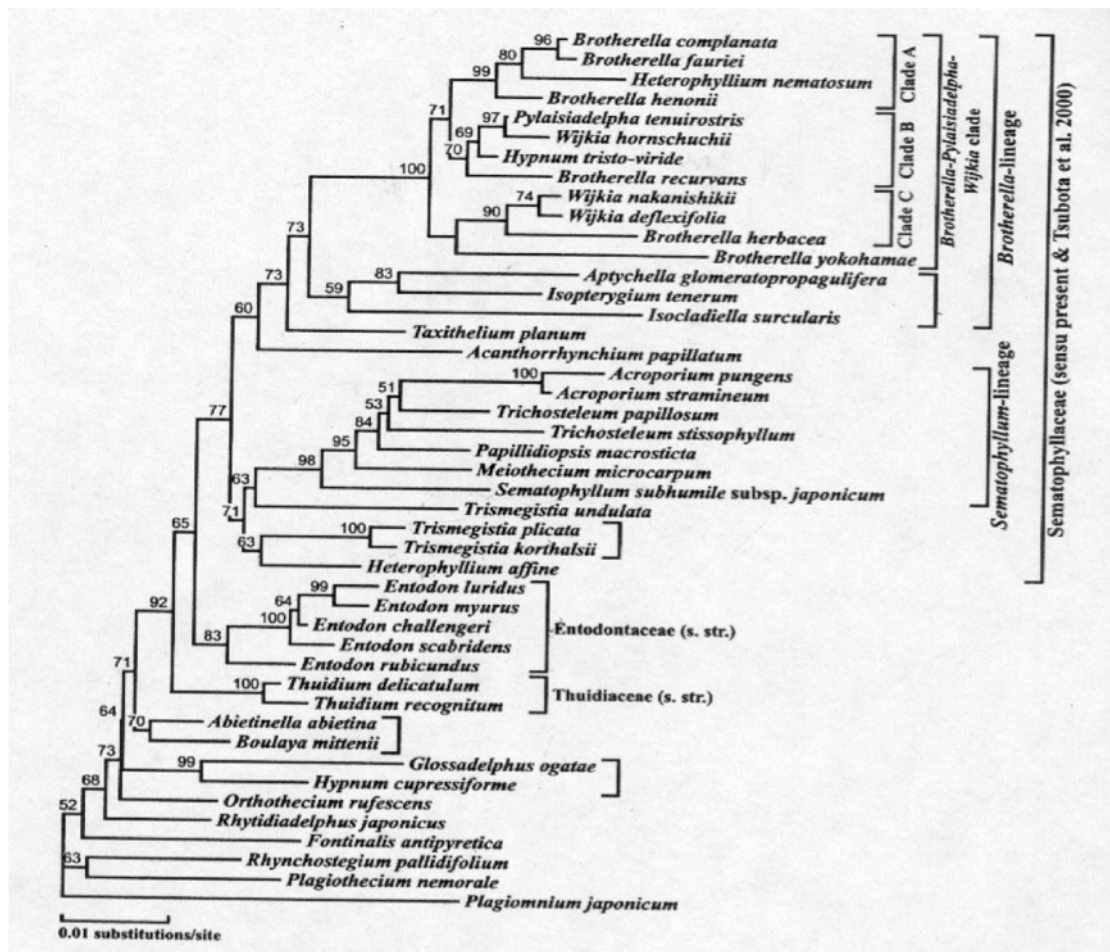 96
Brotherella complanata
80
Brotherella fauriei
99
Heterophyllium nematosum
Brotherella henonii
Clade A
71
97
Pylaisiadelpha tenuirostris
69
Wijkia hornschuchii
70
Hypnum tristo-viride
Brotherella recurvans
Clade B
100
74
Wijkia nakanishikii
90
Wijkia deflexifolia
Brotherella herbacea
Clade C
Brotherella yokohamae
Brotherella-Pylaisiadelpha-
Wijkia clade
73
83
Aptychella glomeratopropagulifera
59
Isopterygium tenerum
Isocladiella surcularis
Brotherella-lineage
73
Taxithelium planum
60
Acanthorrhynchium papillatum
100
Acroporium pungens
51
Acroporium stramineum
53
Trichosteleum papillosum
84
Trichosteleum stissophyllum
95
Papillidiopsis macrosticta
98
Meiothecium microcarpum
Sematophyllum subhumile subsp. japonicum
63
Trismegistia undulata
Sematophyllum-lineage
77
71
100
Trismegistia plicata
63
Trismegistia korthalsii
Heterophyllium affine
Sematophyllaceae (sensu present & Tsubota et al. 2000)
65
99
Entodon luridus
64
Entodon myurus
100
Entodon challengeri
Entodon scabridens
83
Entodon rubicundus
Entodontaceae (s. str.)
92
100
Thuidium delicatulum
Thuidium recognitum
Thuidiaceae (s. str.)
71
70
Abietinella abietina
Boulaya mittenii
64
99
Glossadelphus ogatae
Hypnum cupressiforme
73
Orthothecium rufescens
68
Rhytidiadelphus japonicus
52
Fontinalis antipyretica
63
Rhynchostegium pallidifolium
Plagiothecium nemorale
Plagiomnium japonicum
0.01 substitutions/site